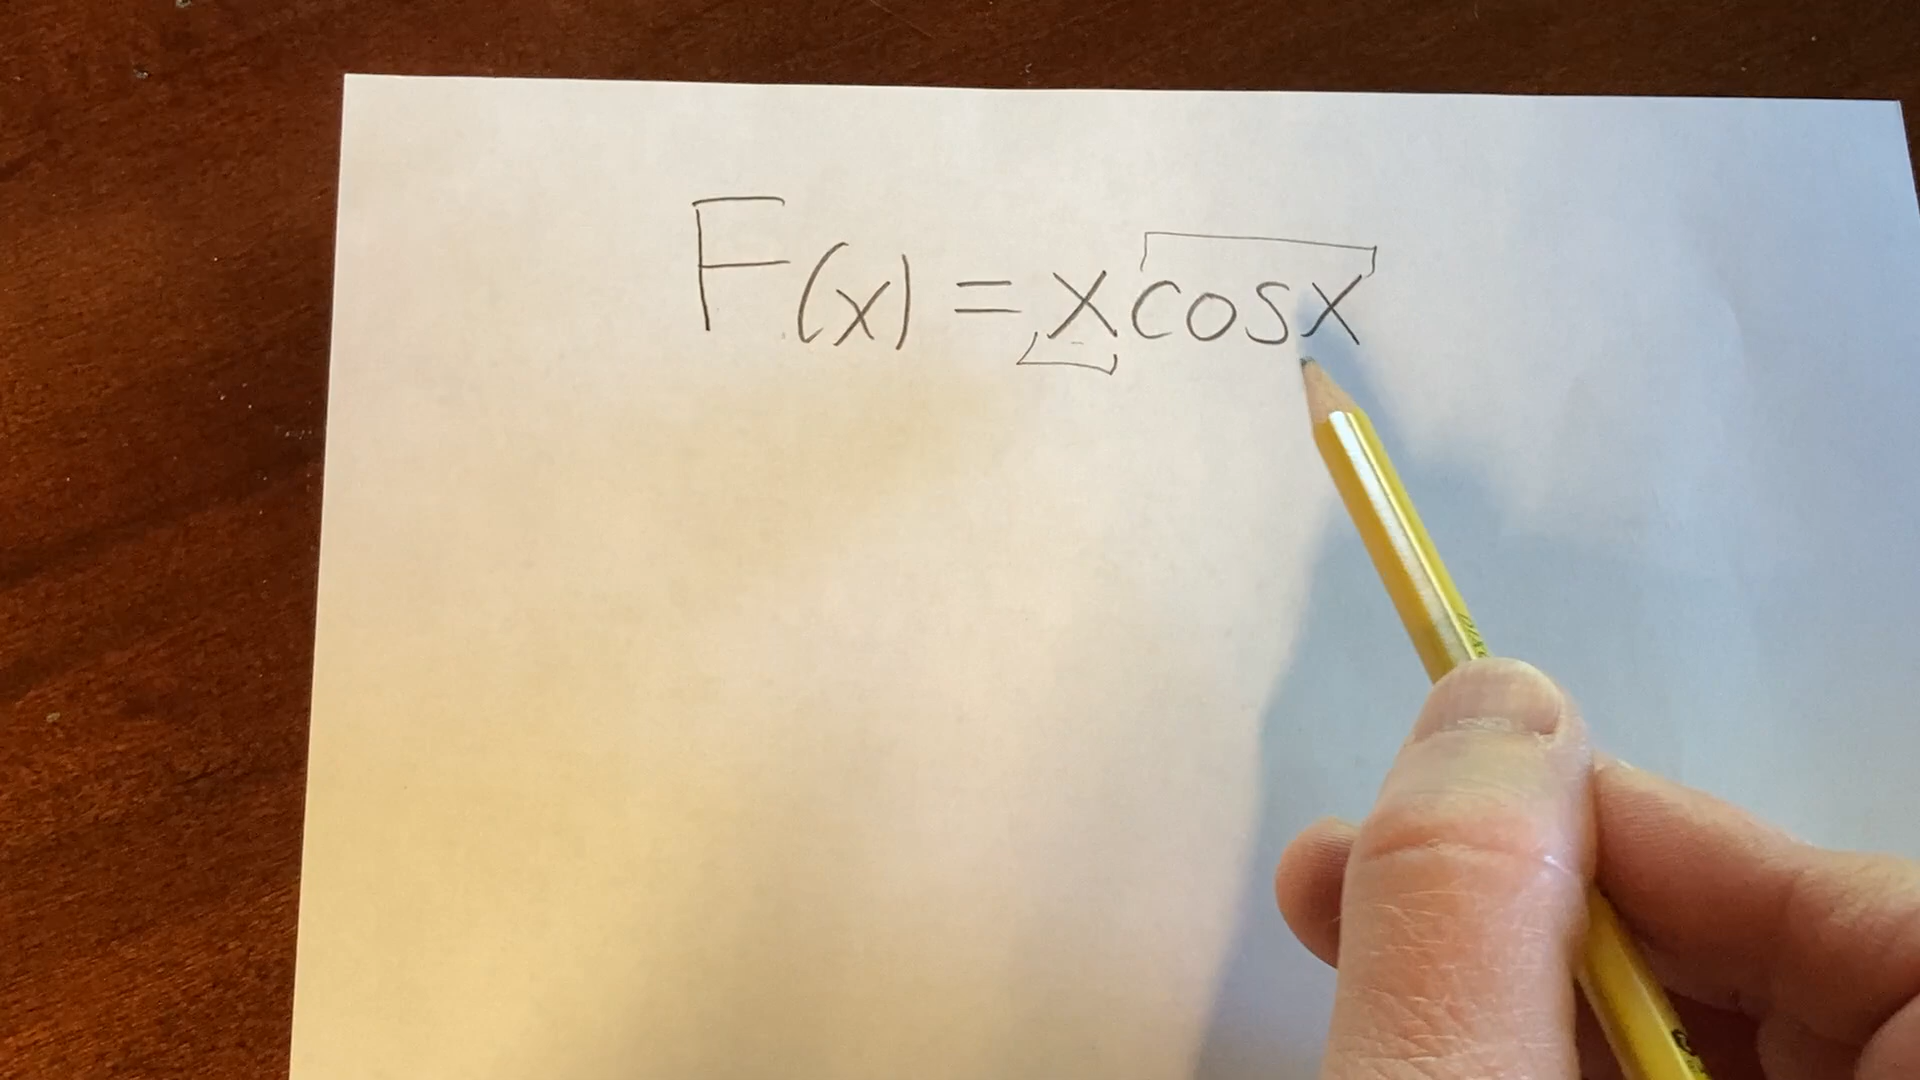 F(x) = x cos x